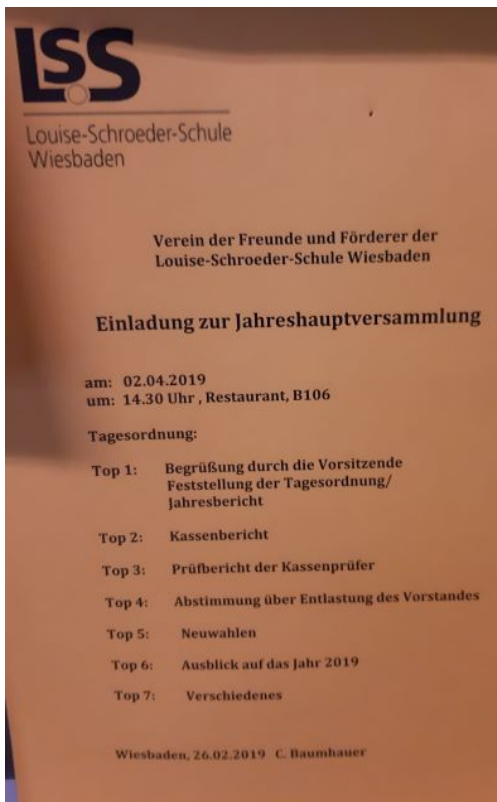 LSS
Louise-Schroeder-Schule
Wiesbaden
Verein der Freunde und Förderer der
Louise-Schroeder-Schule Wiesbaden
Einladung zur Jahreshauptversammlung
am: 02.04.2019
um: 14.30 Uhr , Restaurant, B106
Tagesordnung:
Top 1: Begrüßung durch die Vorsitzende
Feststellung der Tagesordnung/
Jahresbericht
Top 2: Kassenbericht
Top 3: Prüfbericht der Kassenprüfer
Top 4: Abstimmung über Entlastung des Vorstandes
Top 5: Neuwahlen
Top 6: Ausblick auf das Jahr 2019
Top 7: Verschiedenes
Wiesbaden, 26.02.2019 C. Baumhauer